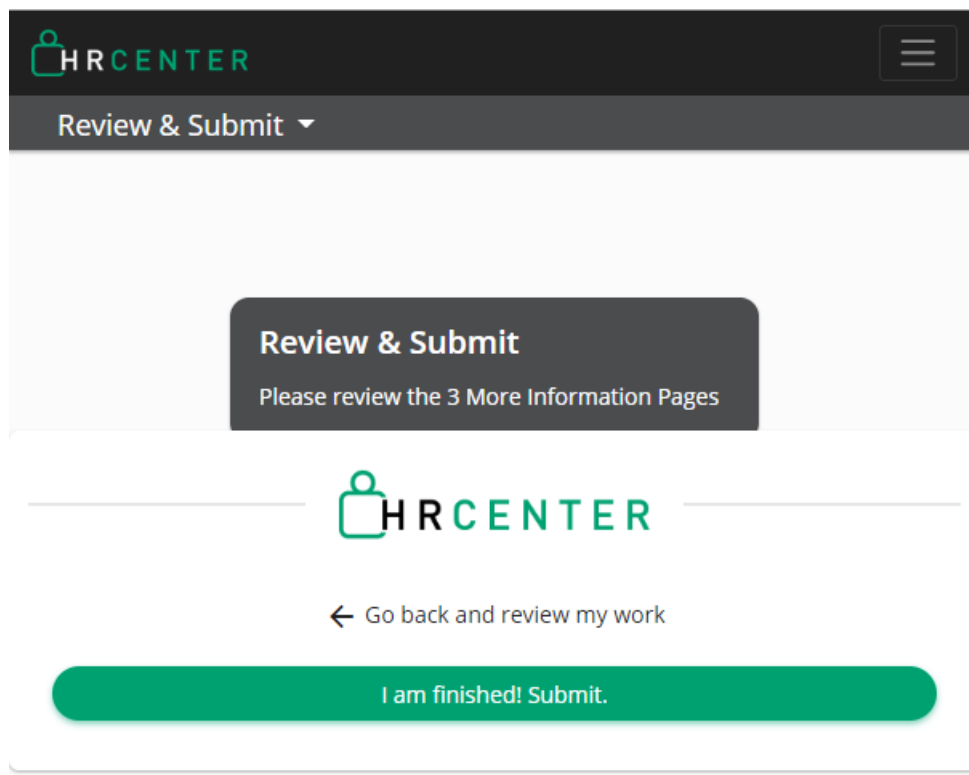 HRCENTER
Review & Submit
Review & Submit
Please review the 3 More Information Pages
HRCENTER
Go back and review my work
I am finished! Submit.